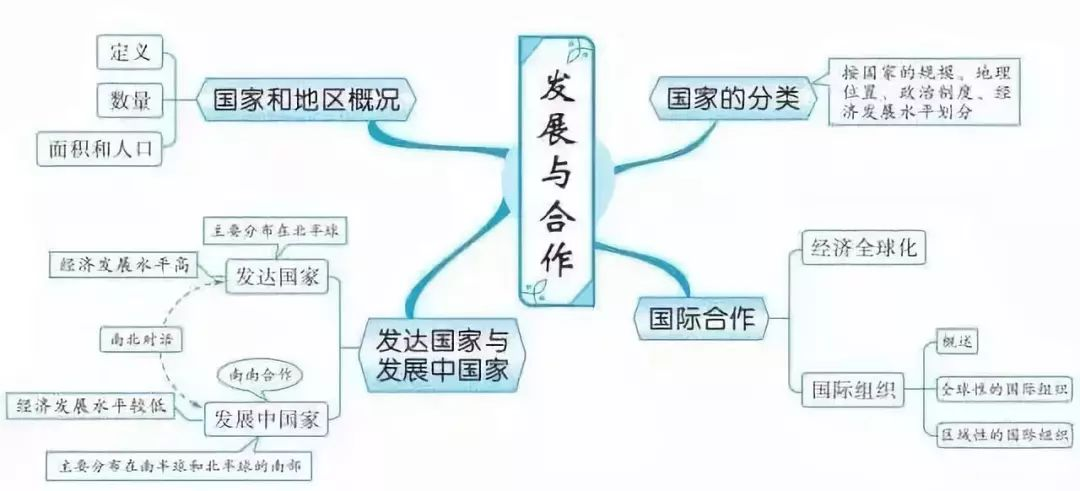 发展与合作
国家和地区概况
定义
数量
面积和人口
国家的分类
按国家的规模、地理
位置、政治制度、经
济发展水平划分
发达国家与
发展中国家
主要分布在北半球
经济发展水平高
发达国家
南北对话
南南合作
经济发展水平较低
发展中国家
主要分布在南半球和北半球的南部
国际合作
经济全球化
国际组织
概述
全球性的国际组织
区域性的国际组织